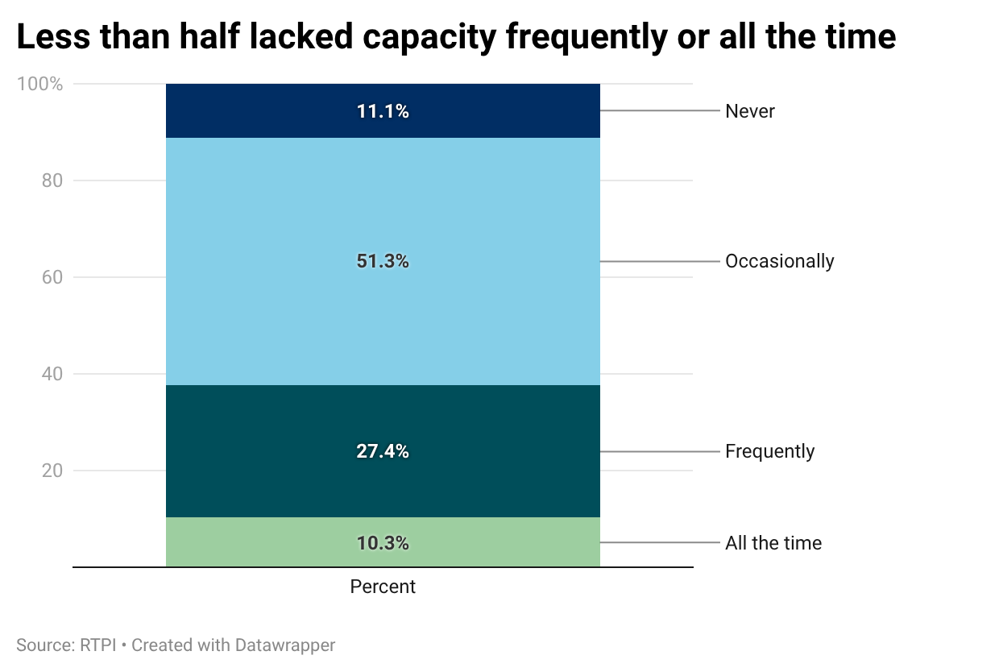 Less than half lacked capacity frequently or all the time
100%
11.1%
Never
80
51.3%
Occasionally
60
40
27.4%
Frequently
20
10.3%
All the time
Percent
Source: RTPI • Created with Datawrapper